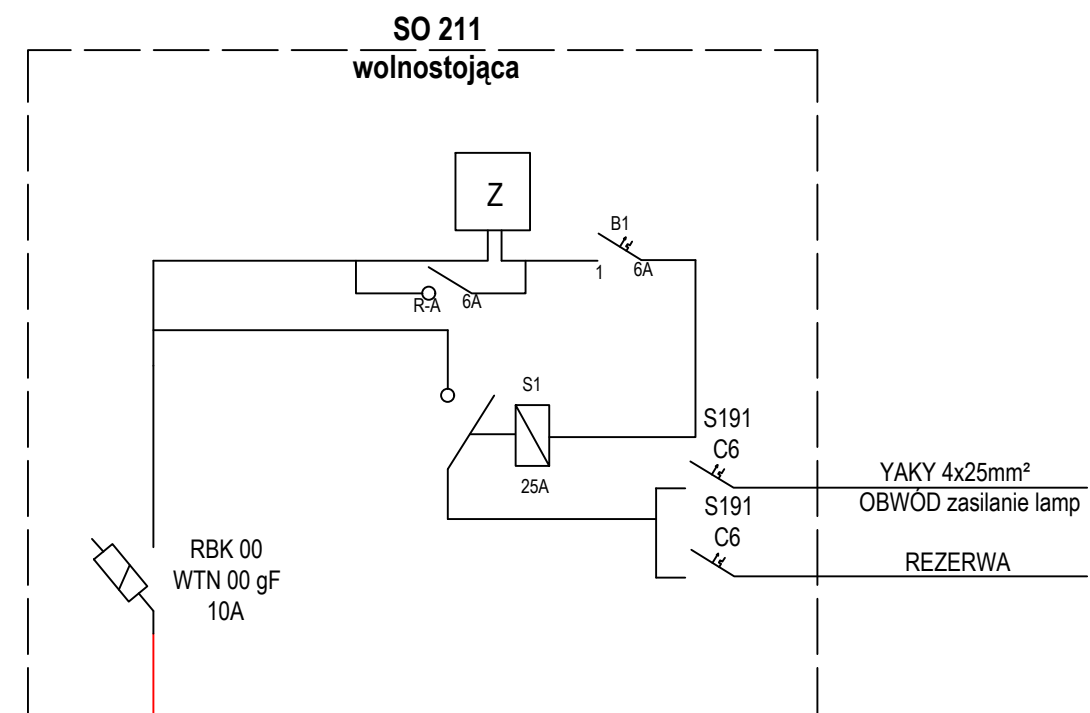 SO 211
wolnostojąca
Z
B1
1
6A
R-A
6A
S1
25A
S191
C6
YAKY 4x25mm²
OBWÓD zasilanie lamp
S191
C6
REZERWA
RBK 00
WTN 00 gF
10A